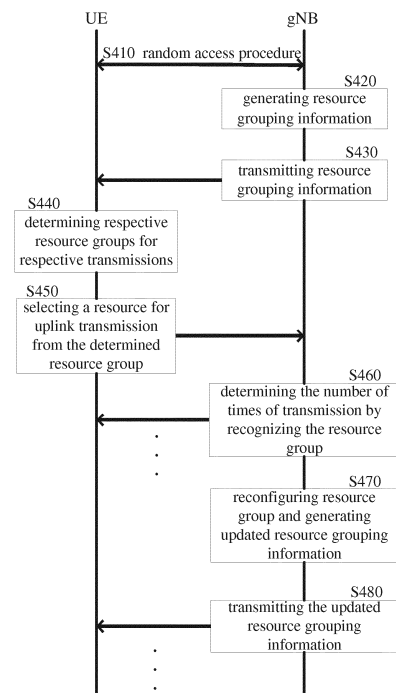 UE gNB
S410 random access procedure
S420
generating resource
grouping information
S430
transmitting resource
grouping information
S440
determining respective
resource groups for
respective transmissions
S450
selecting a resource for
uplink transmission
from the determined
resource group
S460
determining the number of
times of transmission by
recognizing the resource
group
S470
reconfiguring resource
group and generating
updated resource grouping
information
S480
transmitting the updated
resource grouping
information